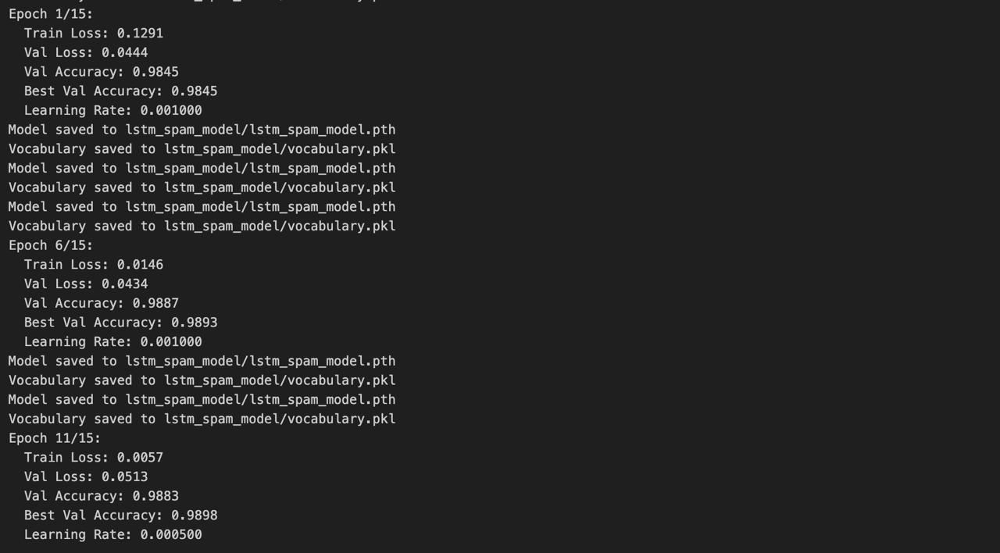 Epoch 1/15:
Train Loss: 0.1291
Val Loss: 0.0444
Val Accuracy: 0.9845
Best Val Accuracy: 0.9845
Learning Rate: 0.001000
Model saved to lstm_spam_model/lstm_spam_model.pth
Vocabulary saved to lstm_spam_model/vocabulary.pkl
Model saved to lstm_spam_model/lstm_spam_model.pth
Vocabulary saved to lstm_spam_model/vocabulary.pkl
Model saved to lstm_spam_model/lstm_spam_model.pth
Vocabulary saved to lstm_spam_model/vocabulary.pkl
Epoch 6/15:
Train Loss: 0.0146
Val Loss: 0.0434
Val Accuracy: 0.9887
Best Val Accuracy: 0.9893
Learning Rate: 0.001000
Model saved to lstm_spam_model/lstm_spam_model.pth
Vocabulary saved to lstm_spam_model/vocabulary.pkl
Model saved to lstm_spam_model/lstm_spam_model.pth
Vocabulary saved to lstm_spam_model/vocabulary.pkl
Epoch 11/15:
Train Loss: 0.0057
Val Loss: 0.0513
Val Accuracy: 0.9883
Best Val Accuracy: 0.9898
Learning Rate: 0.000500